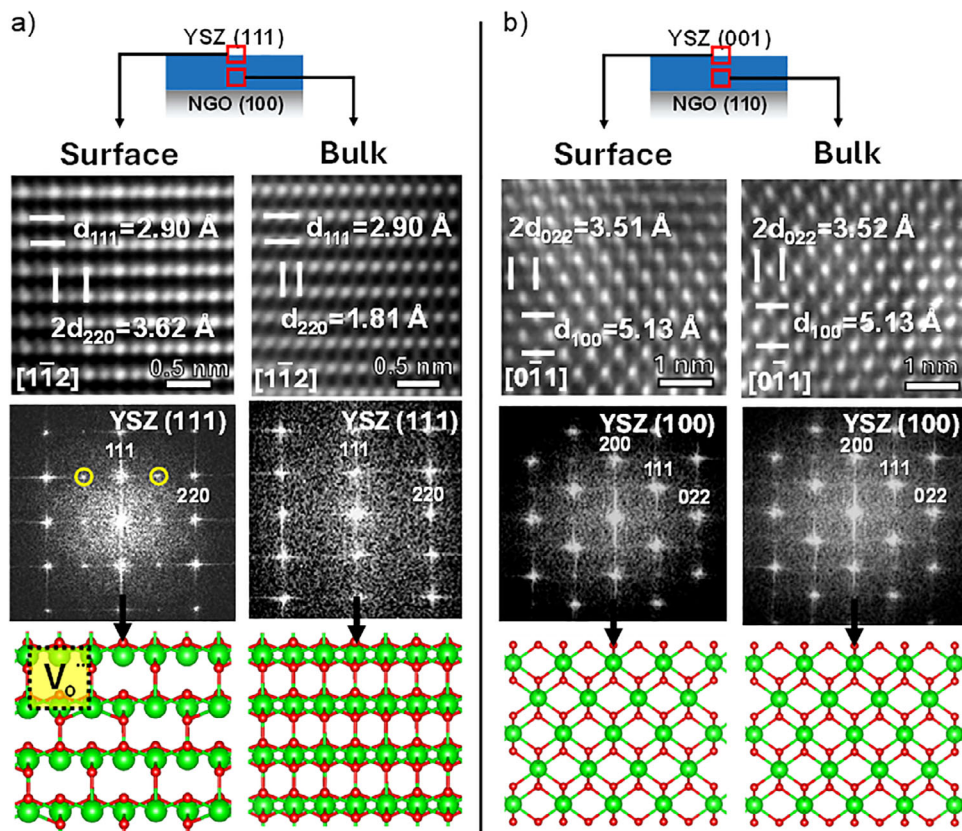 a)
YSZ (111)
NGO (100)
Surface
Bulk
d111=2.90 Å
2d220=3.62 Å
[11̅2]
0.5 nm
d111=2.90 Å
d220=1.81 Å
[11̅2]
0.5 nm
YSZ (111)
111
220
YSZ (111)
111
220
Vo¨
b)
YSZ (001)
NGO (110)
Surface
Bulk
2d022=3.51 Å
d100=5.13 Å
[01̅1]
1 nm
2d022=3.52 Å
d100=5.13 Å
[01̅1]
1 nm
YSZ (100)
200
111
022
YSZ (100)
200
111
022